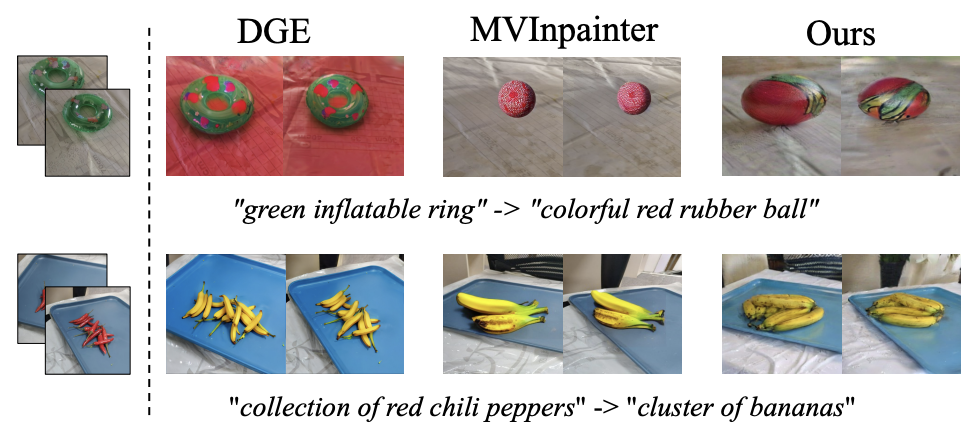 DGE MVInpainter Ours
"green inflatable ring" -> "colorful red rubber ball"
"collection of red chili peppers" -> "cluster of bananas"